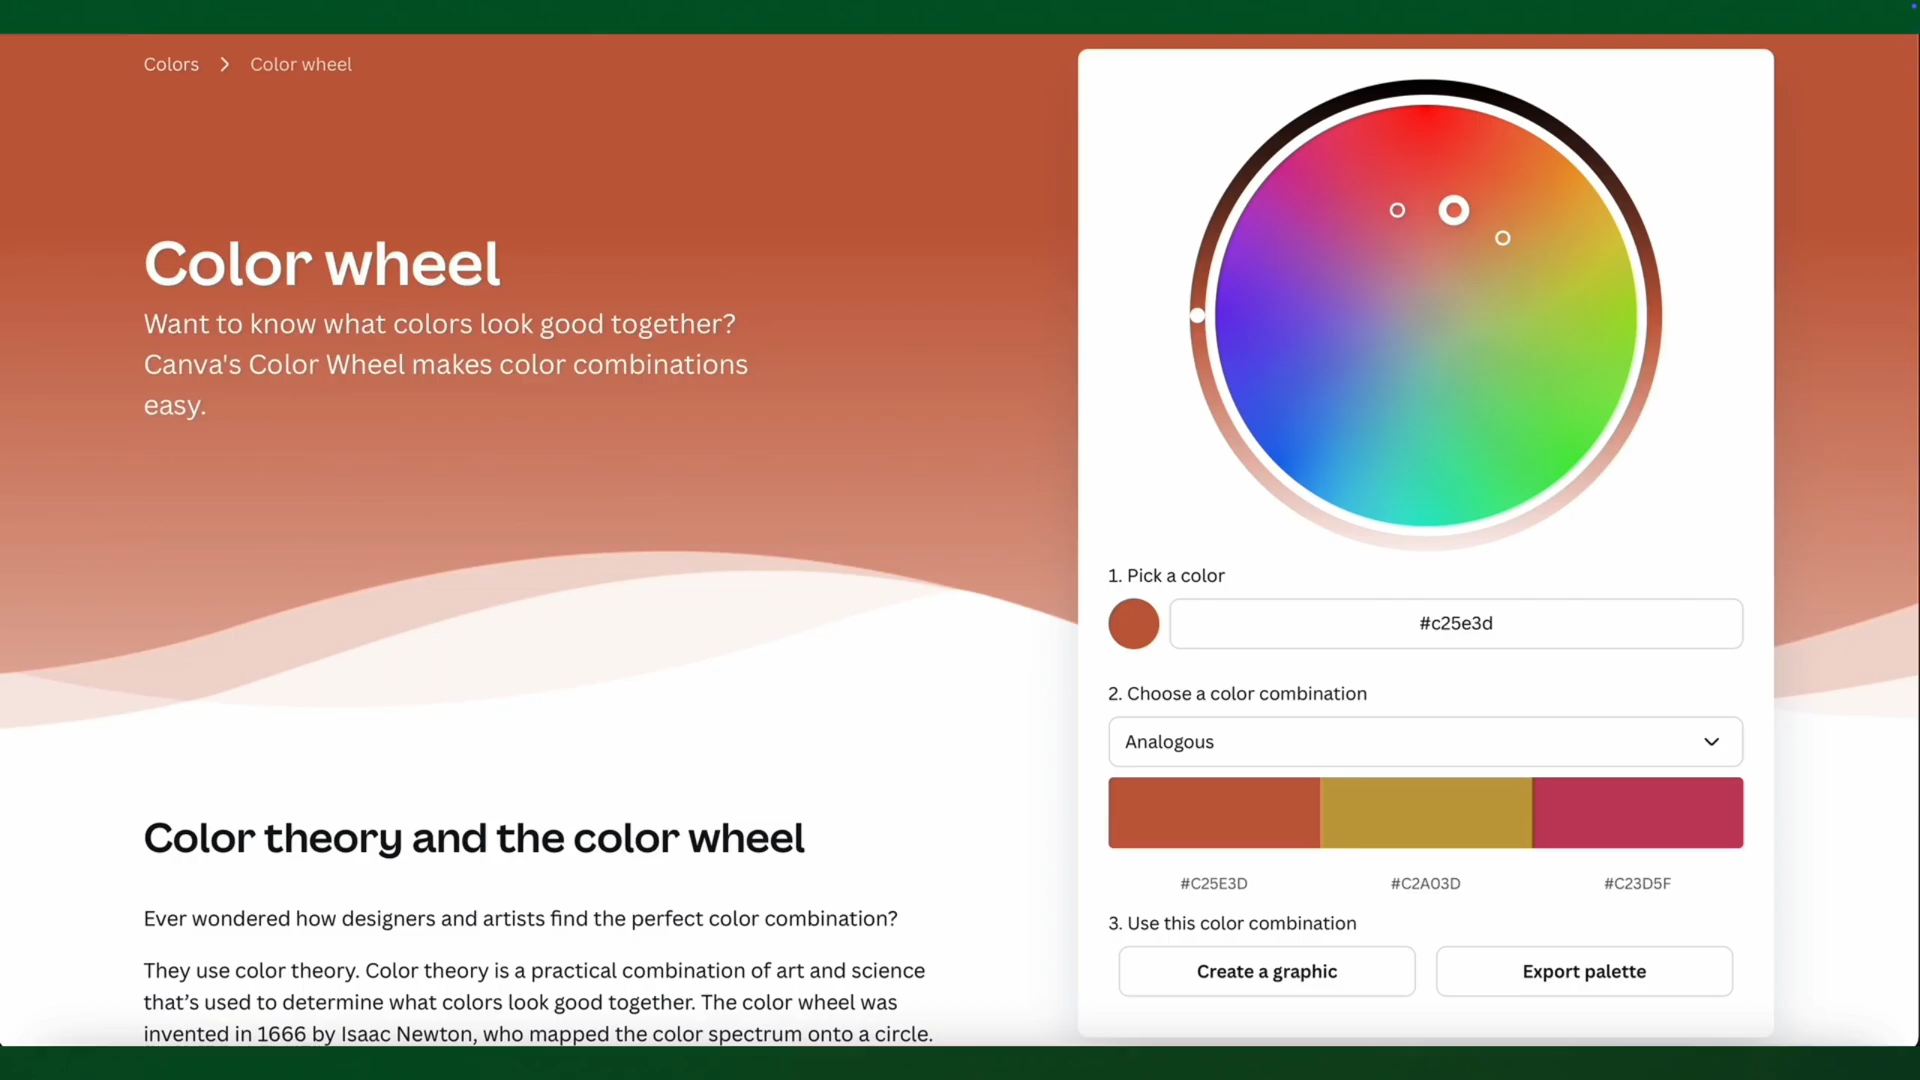 Colors > Color wheel
Color wheel
Want to know what colors look good together?
Canva's Color Wheel makes color combinations
easy.
Color theory and the color wheel
Ever wondered how designers and artists find the perfect color combination?
They use color theory. Color theory is a practical combination of art and science
that’s used to determine what colors look good together. The color wheel was
invented in 1666 by Isaac Newton, who mapped the color spectrum onto a circle.
1. Pick a color
#c25e3d
2. Choose a color combination
Analogous
#C25E3D #C2A03D #C23D5F
3. Use this color combination
Create a graphic Export palette